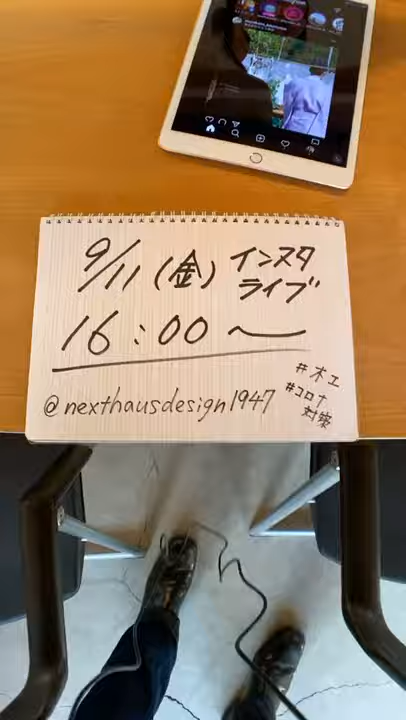 9/11(金) インスタ
ライブ
16:00〜
#木工
#コロナ
対策
@nexthausdesign1947